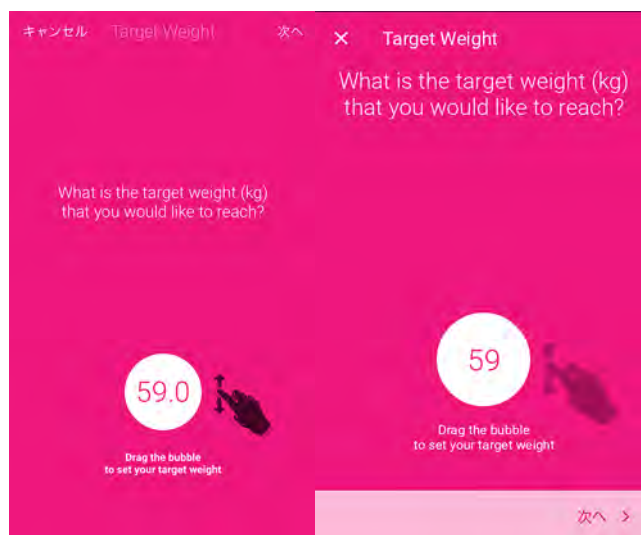 キャンセル
Target Weight
次へ
What is the target weight (kg)
that you would like to reach?
59.0
Drag the bubble
to set your target weight
× Target Weight
What is the target weight (kg)
that you would like to reach?
59
Drag the bubble
to set your target weight
次へ >